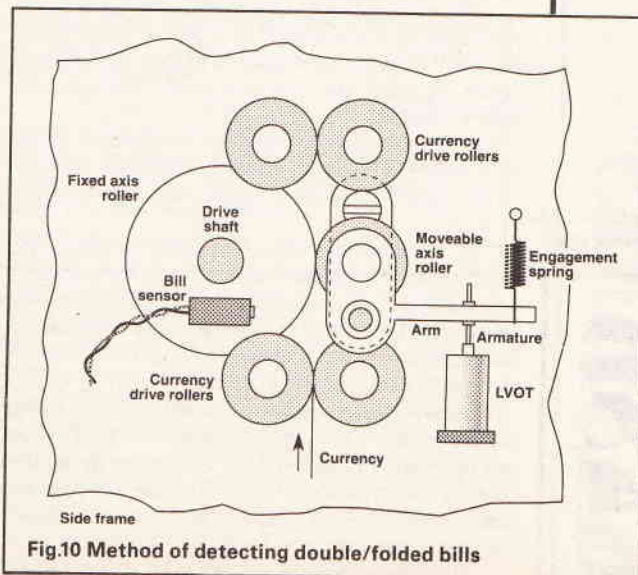 Currency
drive rollers
Fixed axis
roller
Drive
shaft
Moveable
axis
roller
Engagement
spring
Bill
sensor
Arm
Armature
Currency
drive rollers
LVOT
Currency
Side frame
Fig.10 Method of detecting double/folded bills